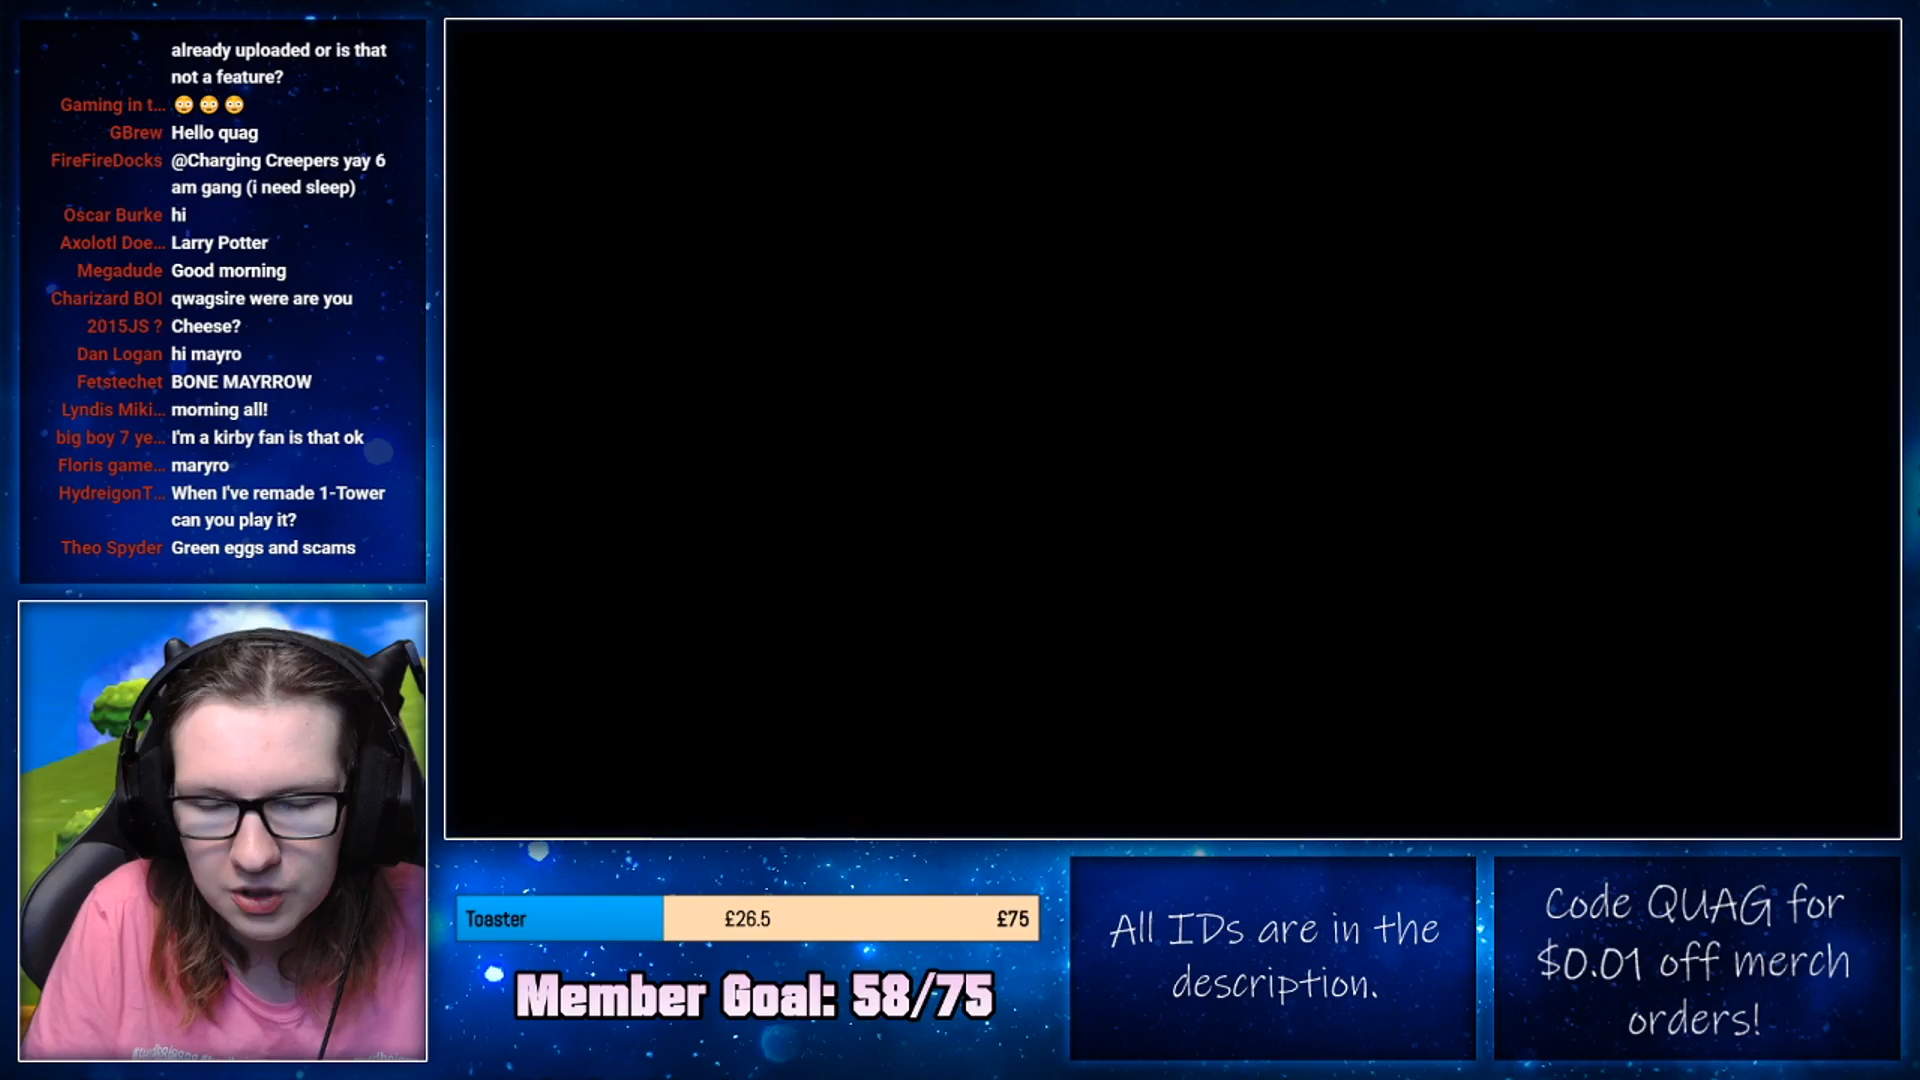 already uploaded or is that
not a feature?
Gaming in t... 😳 😳 😳
GBrew Hello quag
FireFireDocks @Charging Creepers yay 6
am gang (i need sleep)
Oscar Burke hi
Axolotl Doe... Larry Potter
Megadude Good morning
Charizard BOI qwagsire were are you
2015JS ? Cheese?
Dan Logan hi mayro
Fetstechet BONE MAYRROW
Lyndis Miki... morning all!
big boy 7 ye... I'm a kirby fan is that ok
Floris game... maryro
HydreigonT... When I've remade 1-Tower
can you play it?
Theo Spyder Green eggs and scams
Toaster £26.5 £75
Member Goal: 58/75
All IDs are in the
description.
Code QUAG for
$0.01 off merch
orders!